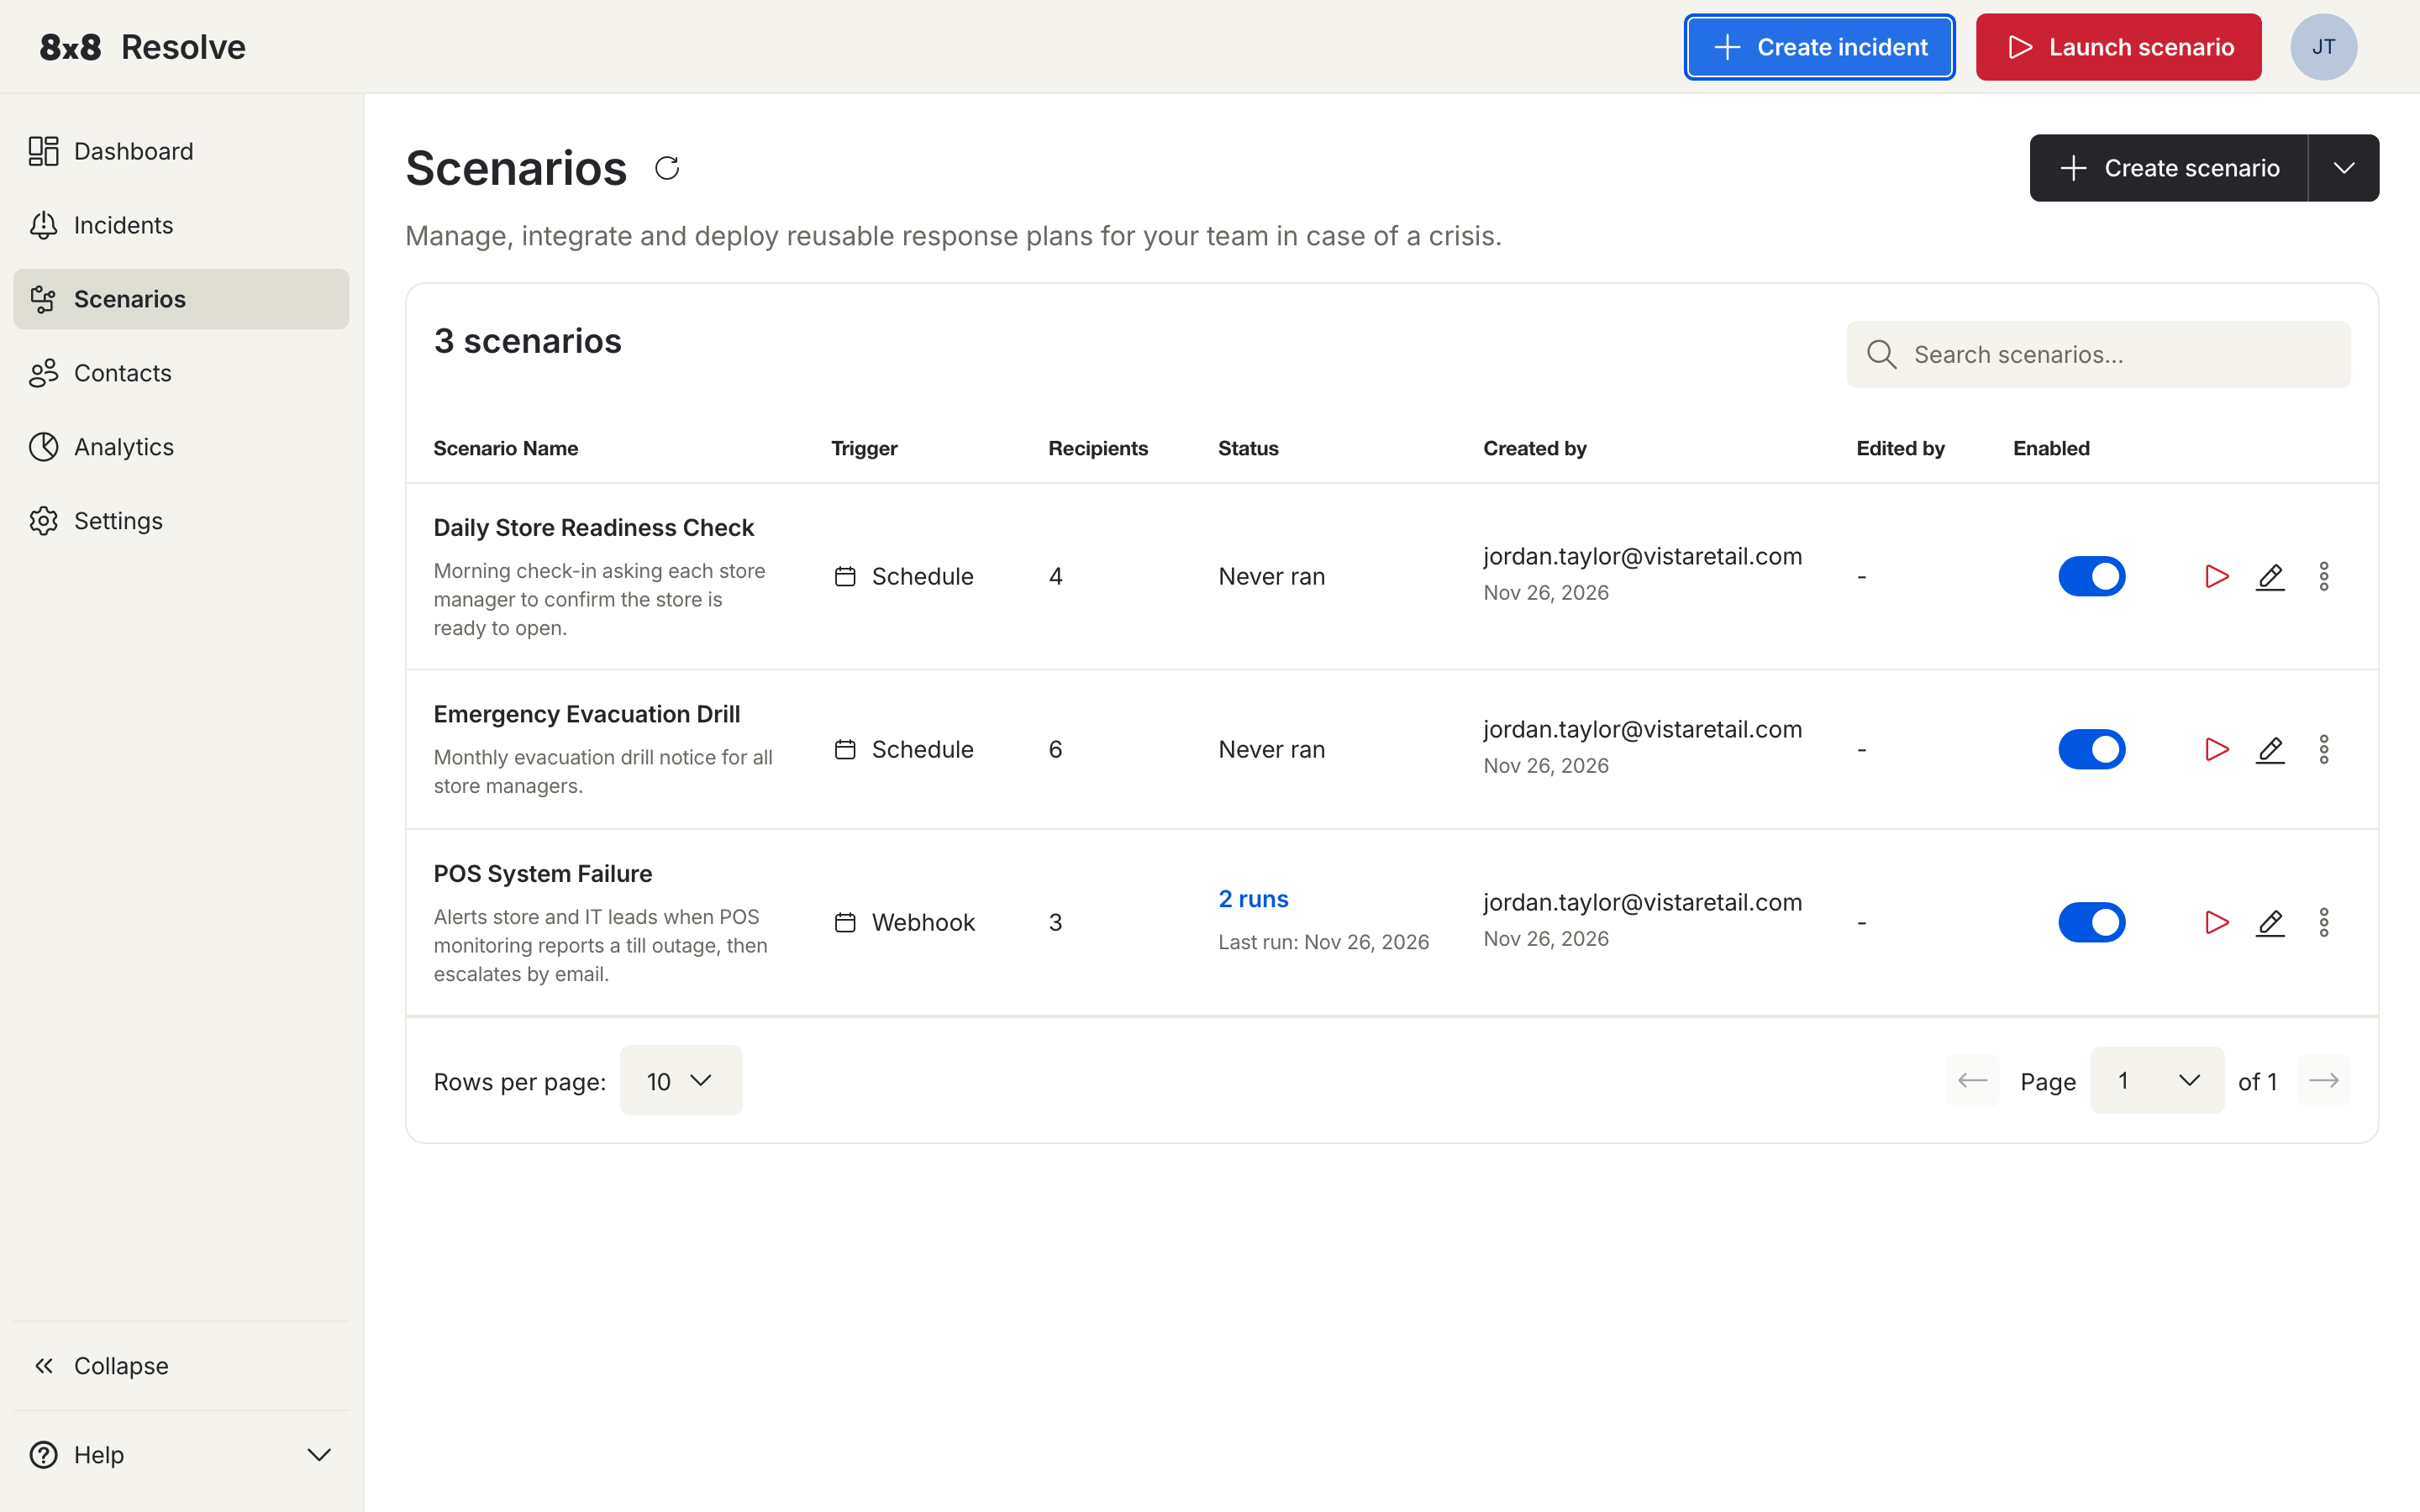 8x8 Resolve
Create incident
Launch scenario
JT
Dashboard
Incidents
Scenarios
Contacts
Analytics
Settings
Collapse
Help
Scenarios
Create scenario
Manage, integrate and deploy reusable response plans for your team in case of a crisis.
3 scenarios
Search scenarios...
Scenario Name Trigger Recipients Status Created by Edited by Enabled
Daily Store Readiness Check
Morning check-in asking each store
manager to confirm the store is
ready to open.
Schedule
4
Never ran
jordan.taylor@vistaretail.com
Nov 26, 2026
-
Emergency Evacuation Drill
Monthly evacuation drill notice for all
store managers.
Schedule
6
Never ran
jordan.taylor@vistaretail.com
Nov 26, 2026
-
POS System Failure
Alerts store and IT leads when POS
monitoring reports a till outage, then
escalates by email.
Webhook
3
2 runs
Last run: Nov 26, 2026
jordan.taylor@vistaretail.com
Nov 26, 2026
-
Rows per page: 10
Page 1 of 1